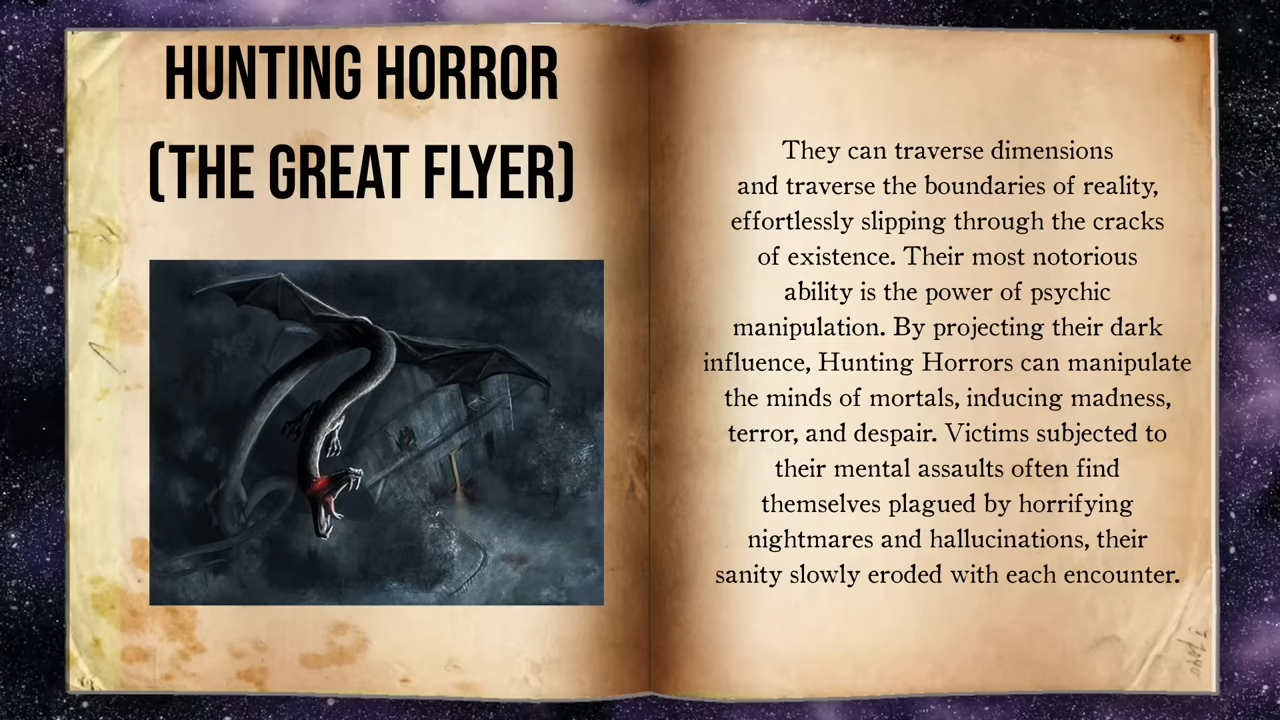 HUNTING HORROR
(THE GREAT FLYER)
They can traverse dimensions
and traverse the boundaries of reality,
effortlessly slipping through the cracks
of existence. Their most notorious
ability is the power of psychic
manipulation. By projecting their dark
influence, Hunting Horrors can manipulate
the minds of mortals, inducing madness,
terror, and despair. Victims subjected to
their mental assaults often find
themselves plagued by horrifying
nightmares and hallucinations, their
sanity slowly eroded with each encounter.